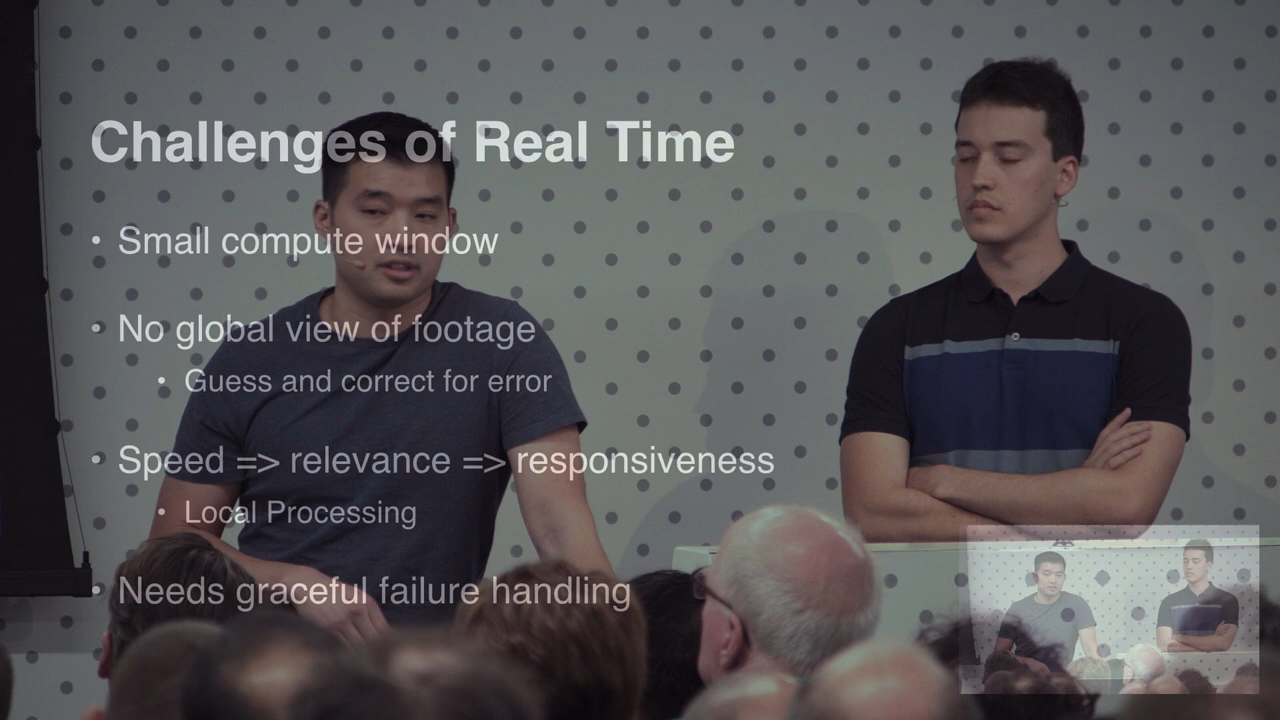 Challenges of Real Time
• Small compute window
• No global view of footage
• Guess and correct for error
• Speed => relevance => responsiveness
• Local Processing
• Needs graceful failure handling